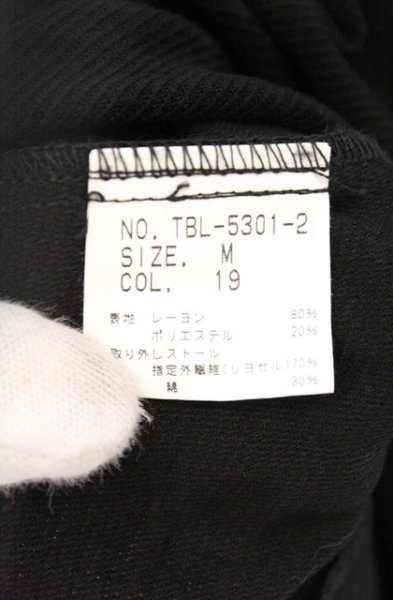 NO. TBL-5301-2
SIZE. M
COL. 19
表地 レーヨン 80%
ポリエステル 20%
取り外しストール
指定外繊維(リヨセル)70%
綿 30%